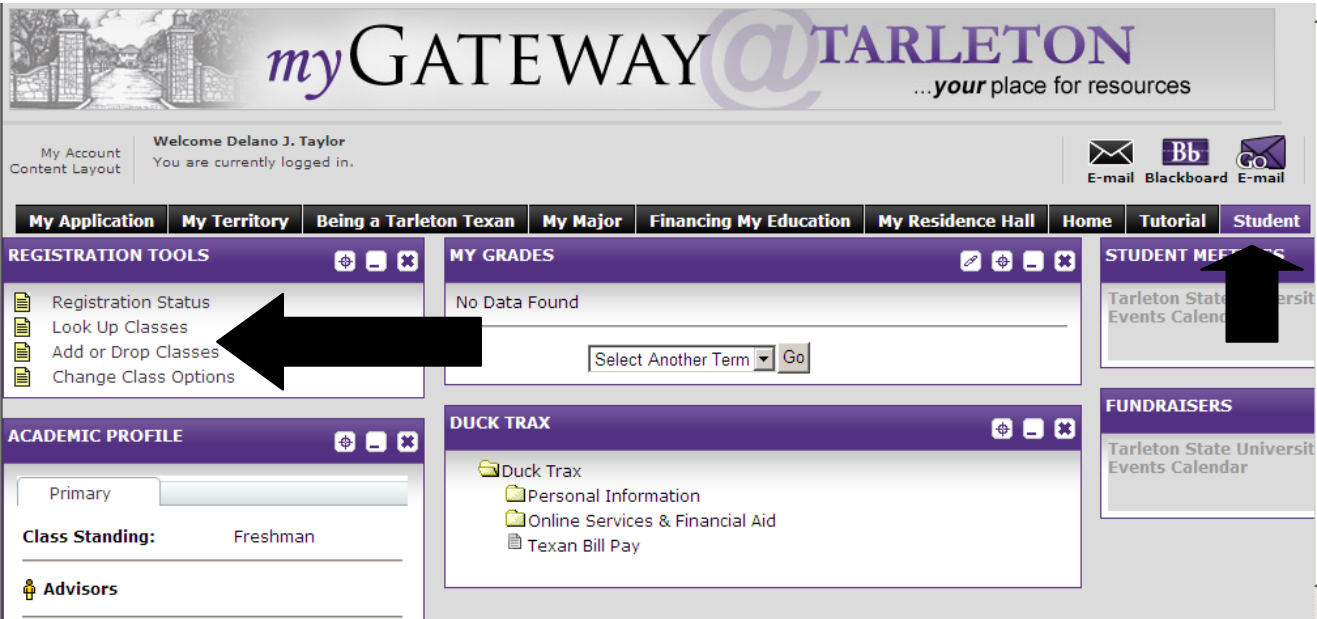 myGATEWAY@TARLETON
...your place for resources
My Account
Content Layout
Welcome Delano J. Taylor
You are currently logged in.
Bb
Go
E-mail Blackboard E-mail
My Application My Territory Being a Tarleton Texan My Major Financing My Education My Residence Hall Home Tutorial Student
REGISTRATION TOOLS
Registration Status
Look Up Classes
Add or Drop Classes
Change Class Options
ACADEMIC PROFILE
Primary
Class Standing: Freshman
Advisors
MY GRADES
No Data Found
Select Another Term Go
DUCK TRAX
Duck Trax
Personal Information
Online Services & Financial Aid
Texan Bill Pay
STUDENT
Tarleton State
Events
FUNDRAISERS
Tarleton State Universit
Events Calendar